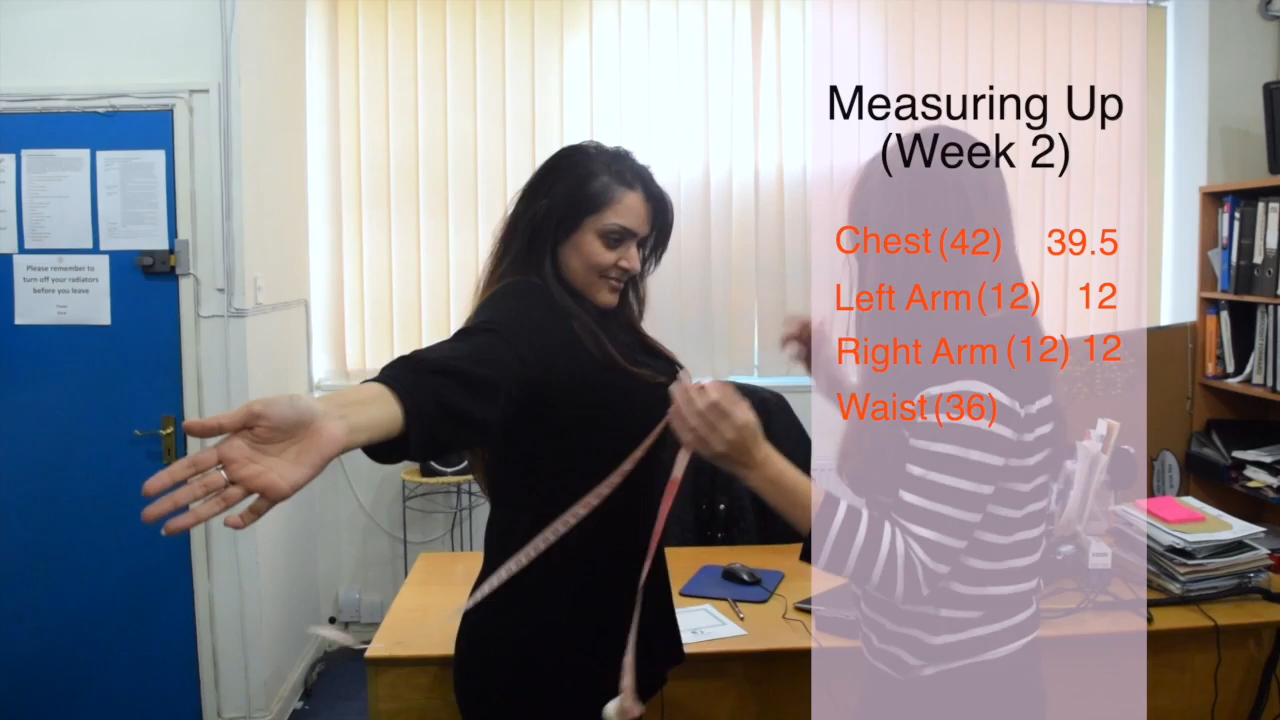 Please remember to
turn off your radiators
before you leave
Measuring Up
(Week 2)
Chest (42) 39.5
Left Arm (12) 12
Right Arm (12) 12
Waist (36)